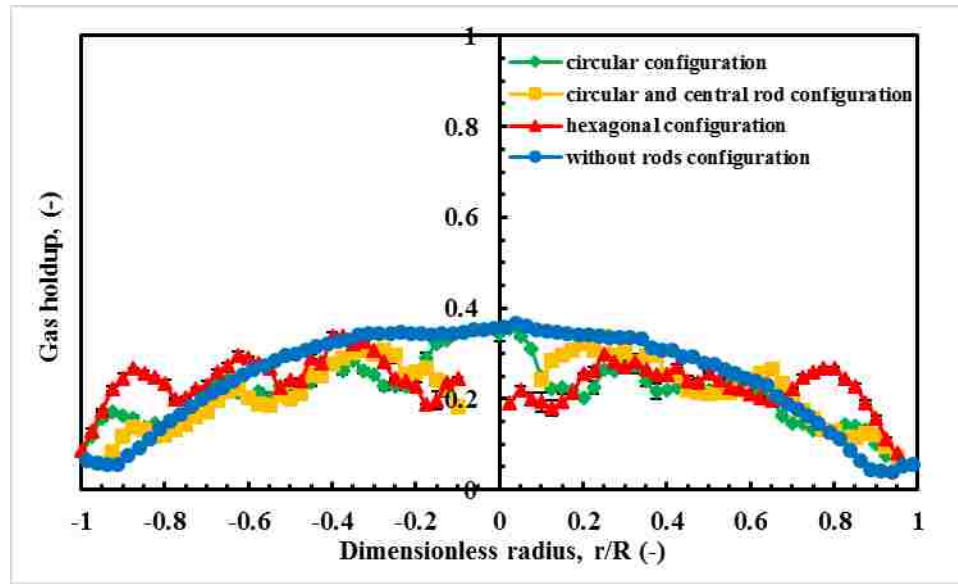 1
circular configuration
circular and central rod configuration
0.8
hexagonal configuration
without rods configuration
0.6
Gas holdup, (-)
0.4
0.2
0
-1 -0.8 -0.6 -0.4 -0.2 0 0.2 0.4 0.6 0.8 1
Dimensionless radius, r/R (-)